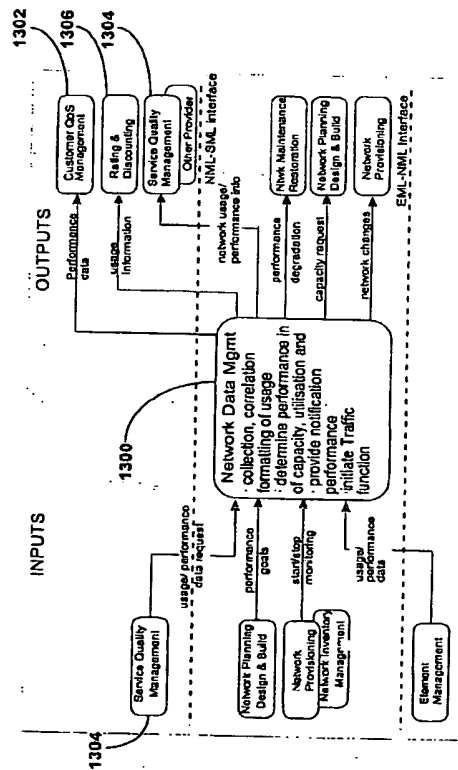 INPUTS
OUTPUTS
1302
1306
1304
1304
Service Quality
Management
usage/ performance
data request
Network Planning
Design & Build
performance
goals
Network
Provisioning
Network Inventory
Management
start/stop
monitoring
Element
Management
usage/
performance
data
1300
Network Data Mgmt
· collection, correlation
formatting of usage
· determine performance in
of capacity, utilisation and
· provide notification
performance
· initiate Traffic
function
Performance
data
Customer QoS
Management
usage
information
Rating &
Discounting
network usage/
performance info
Service Quality
Management
Other Provider
NML-SML Interface
performance
degradation
Ntwk Maintenance
Restoration
capacity request
Network Planning
Design & Build
network changes
Network
Provisioning
EML-NML Interface